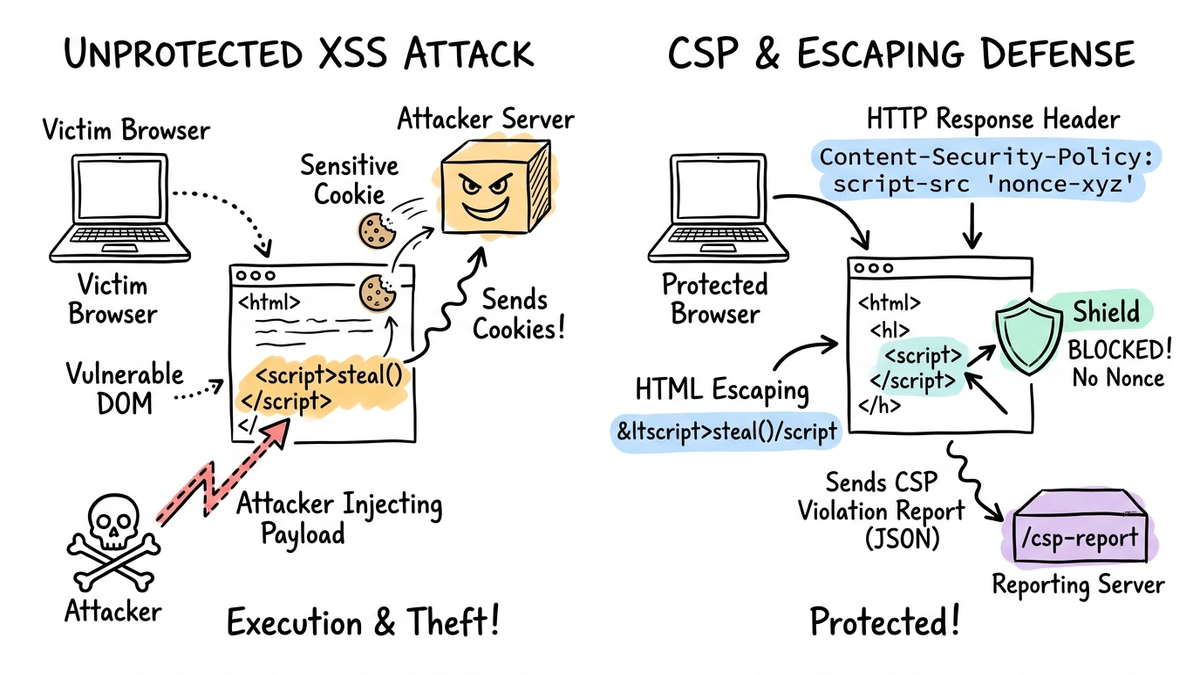 UNPROTECTED XSS ATTACK
Victim Browser
Attacker Server
Sensitive
Cookie
Victim
Browser
<html>
Sends
Cookies!
Vulnerable
DOM
<script>steal()
</script>
</
Attacker Injecting
Payload
Attacker
Execution & Theft!
CSP & ESCAPING DEFENSE
HTTP Response Header
Content-Security-Policy:
script-src 'nonce-xyz'
Protected
Browser
<html>
<hl>
<script>
</script>
</h>
Shield
BLOCKED!
No Nonce
HTML Escaping
&ltscript>steal()/script
Sends CSP
Violation Report
(JSON)
/csp-report
Reporting Server
Protected!